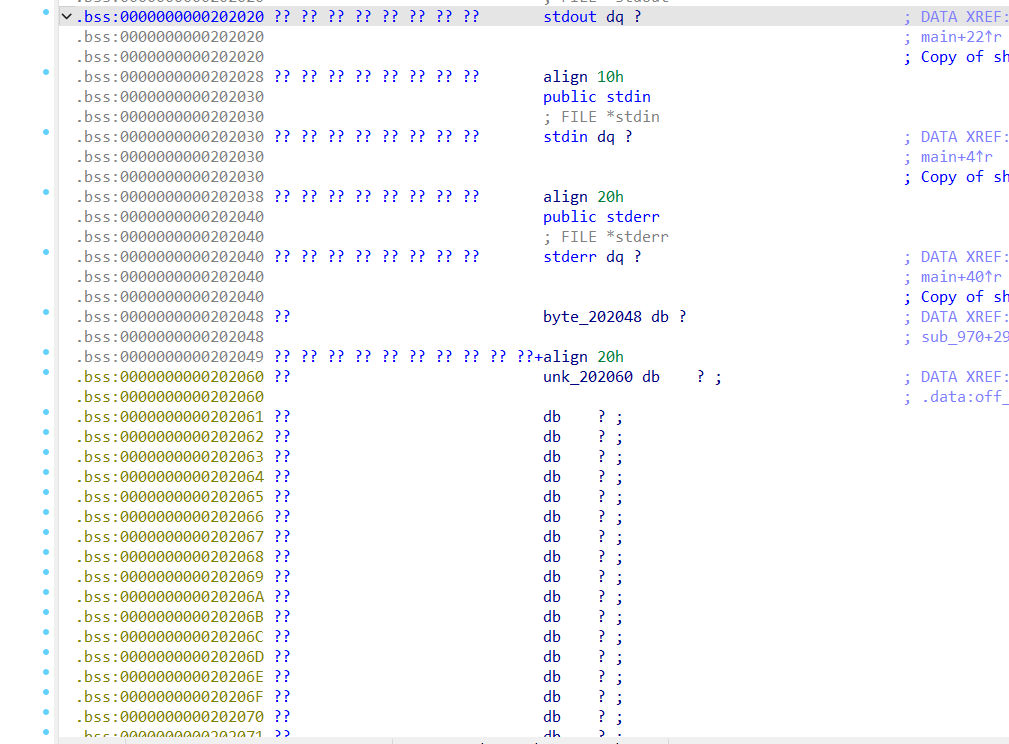 .bss:0000000000202020 ?? ?? ?? ?? ?? ?? ?? ?? stdout dq ? ; DATA XREF:
.bss:0000000000202020 ; main+22↑r
.bss:0000000000202020 ; Copy of sh
.bss:0000000000202028 ?? ?? ?? ?? ?? ?? ?? ?? align 10h
.bss:0000000000202030 public stdin
.bss:0000000000202030 ; FILE *stdin
.bss:0000000000202030 ?? ?? ?? ?? ?? ?? ?? ?? stdin dq ? ; DATA XREF:
.bss:0000000000202030 ; main+4↑r
.bss:0000000000202030 ; Copy of sh
.bss:0000000000202038 ?? ?? ?? ?? ?? ?? ?? ?? align 20h
.bss:0000000000202040 public stderr
.bss:0000000000202040 ; FILE *stderr
.bss:0000000000202040 ?? ?? ?? ?? ?? ?? ?? ?? stderr dq ? ; DATA XREF:
.bss:0000000000202040 ; main+40↑r
.bss:0000000000202040 ; Copy of sh
.bss:0000000000202048 ?? byte_202048 db ? ; DATA XREF:
.bss:0000000000202048 ; sub_970+29
.bss:0000000000202049 ?? ?? ?? ?? ?? ?? ?? ?? ?? ??+align 20h
.bss:0000000000202060 ?? unk_202060 db ? ; ; DATA XREF:
.bss:0000000000202060 ; .data:off_
.bss:0000000000202061 ?? db ? ;
.bss:0000000000202062 ?? db ? ;
.bss:0000000000202063 ?? db ? ;
.bss:0000000000202064 ?? db ? ;
.bss:0000000000202065 ?? db ? ;
.bss:0000000000202066 ?? db ? ;
.bss:0000000000202067 ?? db ? ;
.bss:0000000000202068 ?? db ? ;
.bss:0000000000202069 ?? db ? ;
.bss:000000000020206A ?? db ? ;
.bss:000000000020206B ?? db ? ;
.bss:000000000020206C ?? db ? ;
.bss:000000000020206D ?? db ? ;
.bss:000000000020206E ?? db ? ;
.bss:000000000020206F ?? db ? ;
.bss:0000000000202070 ?? db ? ;
.bss:0000000000202071 ?? db ? ;